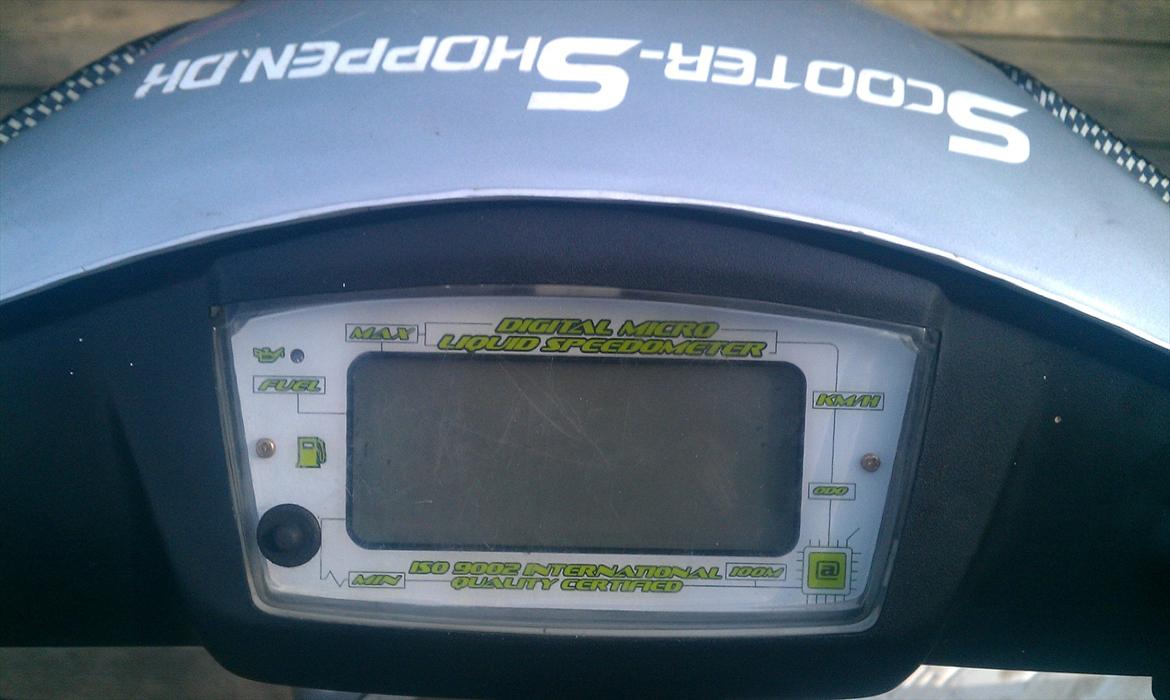 SCOOTER-SHOPPEN.DK
MAX
DIGITAL MICRO
LIQUID SPEEDOMETER
FUEL
KM/H
ODO
MIN
ISO 9002 INTERNATIONAL
QUALITY CERTIFIED
100M
@